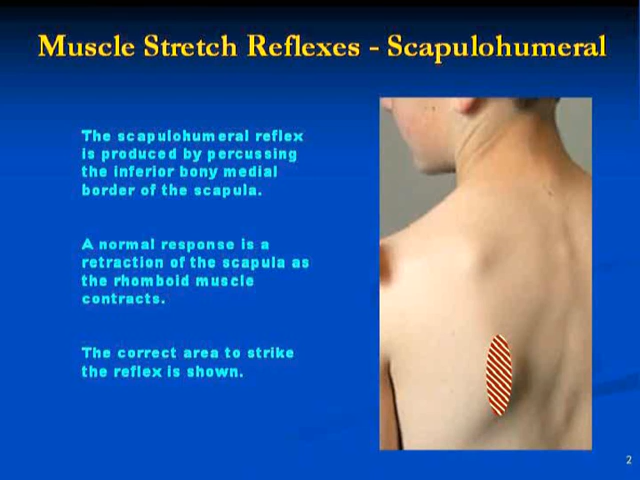 Muscle Stretch Reflexes - Scapulohumeral
The scapulohumeral reflex
is produced by percussing
the inferior bony medial
border of the scapula.
A normal response is a
retraction of the scapula as
the rhomboid muscle
contracts.
The correct area to strike
the reflex is shown.
2